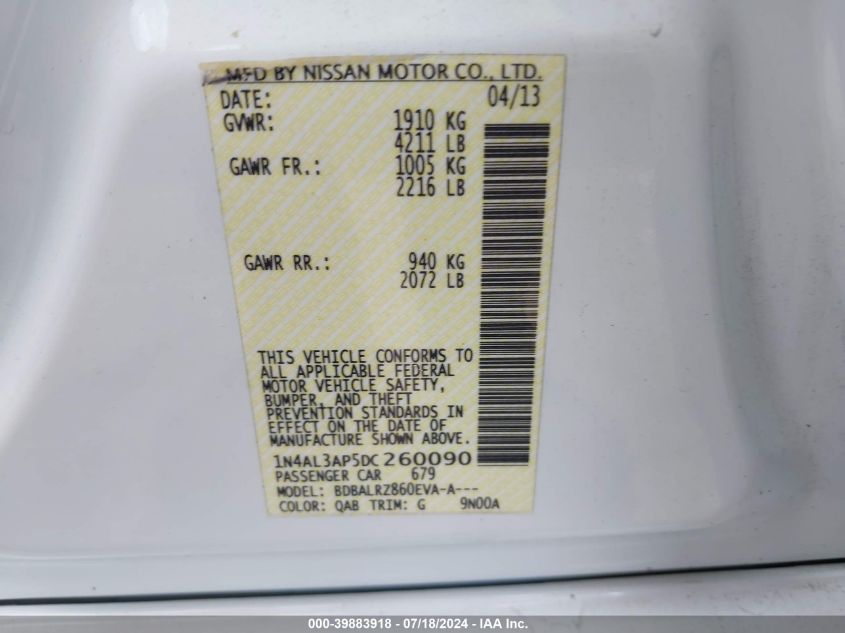 MFD BY NISSAN MOTOR CO., LTD.
DATE: 04/13
GVWR: 1910 KG
4211 LB
GAWR FR.: 1005 KG
2216 LB
GAWR RR.: 940 KG
2072 LB
THIS VEHICLE CONFORMS TO
ALL APPLICABLE FEDERAL
MOTOR VEHICLE SAFETY,
BUMPER, AND THEFT
PREVENTION STANDARDS IN
EFFECT ON THE DATE OF
MANUFACTURE SHOWN ABOVE.
1N4AL3AP5DC260090
PASSENGER CAR 679
MODEL: BDBALRZ860EVA-A---
COLOR: QAB TRIM: G 9N00A
000-39883918 - 07/18/2024 - IAA Inc.